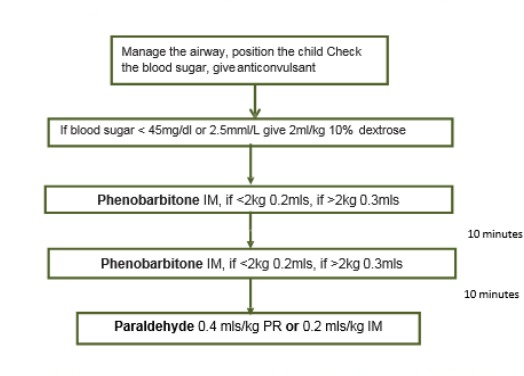 Manage the airway, position the child Check
the blood sugar, give anticonvulsant
If blood sugar < 45mg/dl or 2.5mml/L give 2ml/kg 10% dextrose
Phenobarbitone IM, if <2kg 0.2mls, if >2kg 0.3mls
10 minutes
Phenobarbitone IM, if <2kg 0.2mls, if >2kg 0.3mls
10 minutes
Paraldehyde 0.4 mls/kg PR or 0.2 mls/kg IM